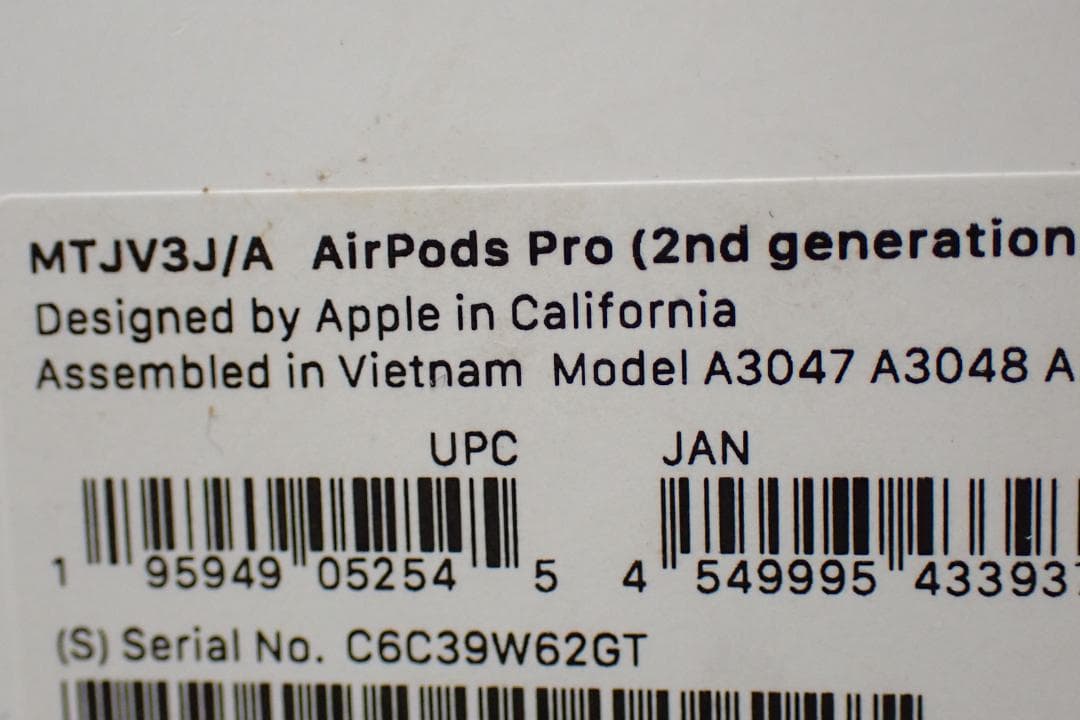 MTJV3J/A AirPods Pro (2nd generation
Designed by Apple in California
Assembled in Vietnam Model A3047 A3048 A
UPC JAN
1 95949 05254 5 4 549995 43393
(S) Serial No. C6C39W62GT